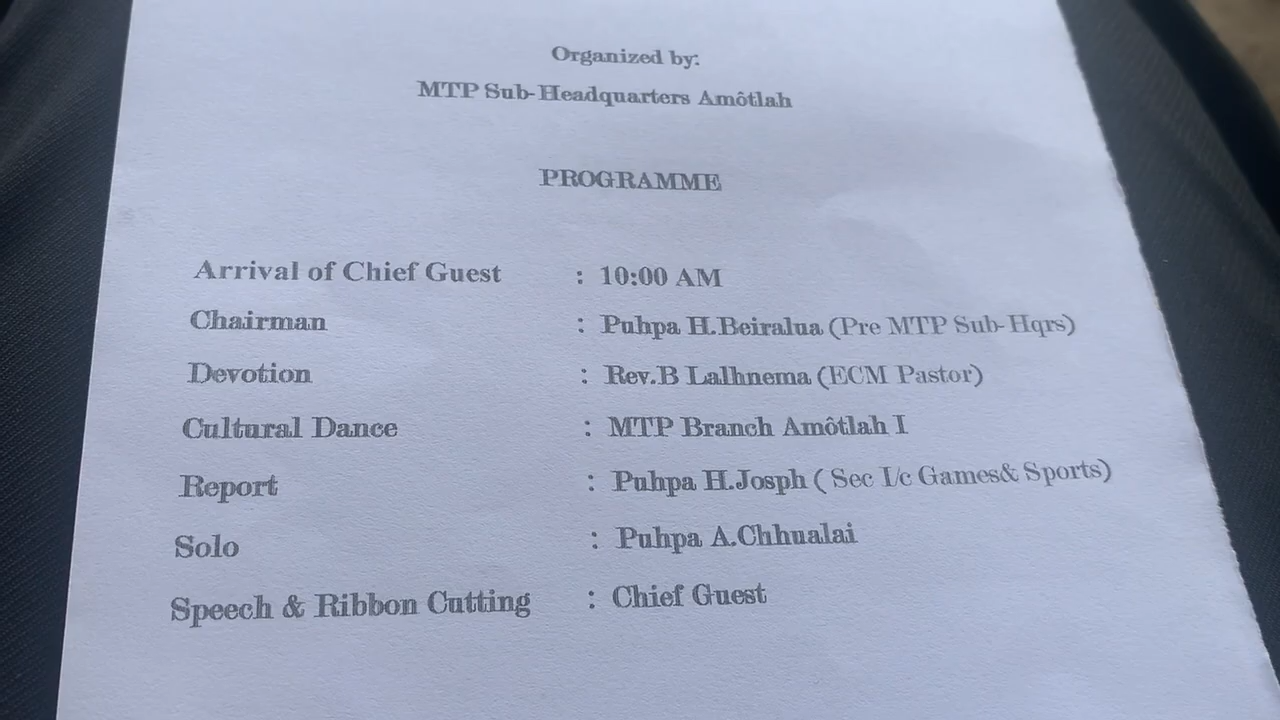 Organized by:
MTP Sub-Headquarters Amôtlah
PROGRAMME
Arrival of Chief Guest : 10:00 AM
Chairman : Puhpa H.Beiralua (Pre MTP Sub-Hqrs)
Devotion : Rev.B Lalhnema (ECM Pastor)
Cultural Dance : MTP Branch Amôtlah I
Report : Puhpa H.Josph ( Sec I/c Games& Sports)
Solo : Puhpa A.Chhualai
Speech & Ribbon Cutting : Chief Guest